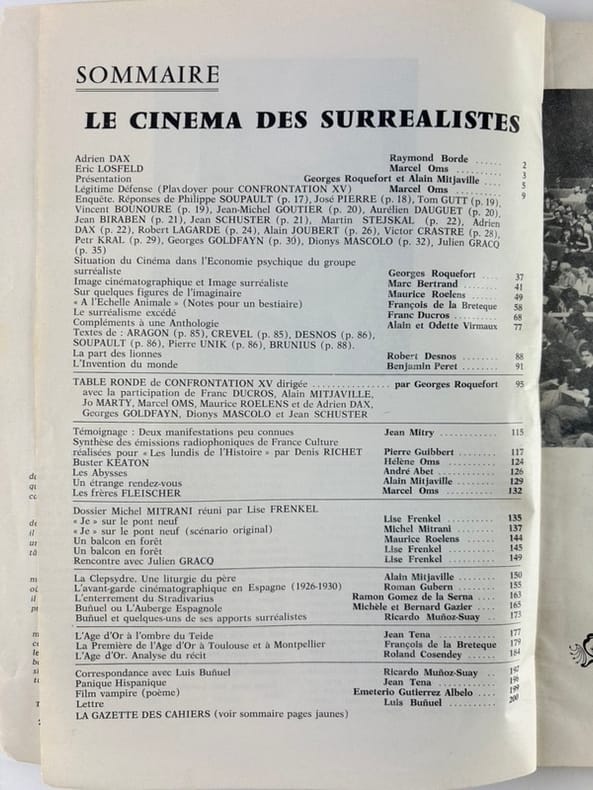 SOMMAIRE
LE CINEMA DES SURREALISTES
Adrien DAX Raymond Borde ...... 2
Eric LOSFELD Marcel Oms ...... 3
Présentation Georges Roquefort et Alain Mitjaville .... 5
Légitime Défense (Plaidoyer pour CONFRONTATION XV) Marcel Oms ........ 9
Enquête. Réponses de Philippe SOUPAULT (p. 17), José PIERRE (p. 18), Tom GUTT (p. 19),
Vincent BOUNOURE (p. 19), Jean-Michel GOUTIER (p. 20), Aurélien DAUGUET (p. 20),
Jean BIRABEN (p. 21), Jean SCHUSTER (p. 21), Martin STEJSKAL (p. 22), Adrien
DAX (p. 22), Robert LAGARDE (p. 24), Alain JOUBERT (p. 26), Victor CRASTRE (p. 28),
Petr KRAL (p. 29), Georges GOLDFAYN (p. 30), Dionys MASCOLO (p. 32), Julien GRACQ
(p. 35)
Situation du Cinéma dans l'Economie psychique du groupe
surréaliste Georges Roquefort .... 37
Image cinématographique et Image surréaliste Marc Bertrand ...... 41
Sur quelques figures de l'imaginaire Maurice Roelens ...... 49
« A l'Echelle Animale » (Notes pour un bestiaire) François de la Breteque 58
Le surréalisme excédé Franc Ducros ........ 68
Compléments à une Anthologie Alain et Odette Virmaux 77
Textes de : ARAGON (p. 85), CREVEL (p. 85), DESNOS (p. 86),
SOUPAULT (p. 86), Pierre UNIK (p. 86), BRUNIUS (p. 88).
La part des lionnes Robert Desnos ........ 88
L'Invention du monde Benjamin Peret ...... 91
TABLE RONDE de CONFRONTATION XV dirigée ................ par Georges Roquefort 95
avec la participation de Franc DUCROS, Alain MITJAVILLE,
Jo MARTY, Marcel OMS, Maurice ROELENS et de Adrien DAX,
Georges GOLDFAYN, Dionys MASCOLO et Jean SCHUSTER
Témoignage : Deux manifestations peu connues Jean Mitry ............ 115
Synthèse des émissions radiophoniques de France Culture
réalisées pour « Les lundis de l'Histoire » par Denis RICHET Pierre Guibbert ...... 117
Buster KEATON Hélène Oms ........ 124
Les Abysses André Abet ........ 126
Un étrange rendez-vous Alain Mitjaville ...... 129
Les frères FLEISCHER Marcel Oms ........ 132
Dossier Michel MITRANI réuni par Lise FRENKEL
« Je » sur le pont neuf Lise Frenkel .......... 135
« Je » sur le pont neuf (scénario original) Michel Mitrani ........ 137
Un balcon en forêt Maurice Roelens ...... 144
Un balcon en forêt Lise Frenkel .......... 145
Rencontre avec Julien GRACQ Lise Frenkel .......... 149
La Clepsydre. Une liturgie du père Alain Mitjaville ...... 150
L'avant-garde cinématographique en Espagne (1926-1930) Roman Gubern ........ 155
L'enterrement du Stradivarius Ramon Gomez de la Serna .. 163
Buñuel ou L'Auberge Espagnole Michèle et Bernard Gazier .. 165
Buñuel et quelques-uns de ses apports surréalistes Ricardo Muñoz-Suay .. 173
L'Age d'Or à l'ombre du Teide Jean Tena .......... 177
La Première de l'Age d'Or à Toulouse et à Montpellier François de la Breteque 179
L'Age d'Or. Analyse du récit Roland Cosendey ...... 184
Correspondance avec Luis Buñuel Ricardo Muñoz-Suay .. 197
Panique Hispanique Jean Tena .......... 198
Film vampire (poème) Emeterio Gutierrez Albelo .... 199
Lettre Luis Buñuel .......... 200
LA GAZETTE DES CAHIERS (voir sommaire pages jaunes)